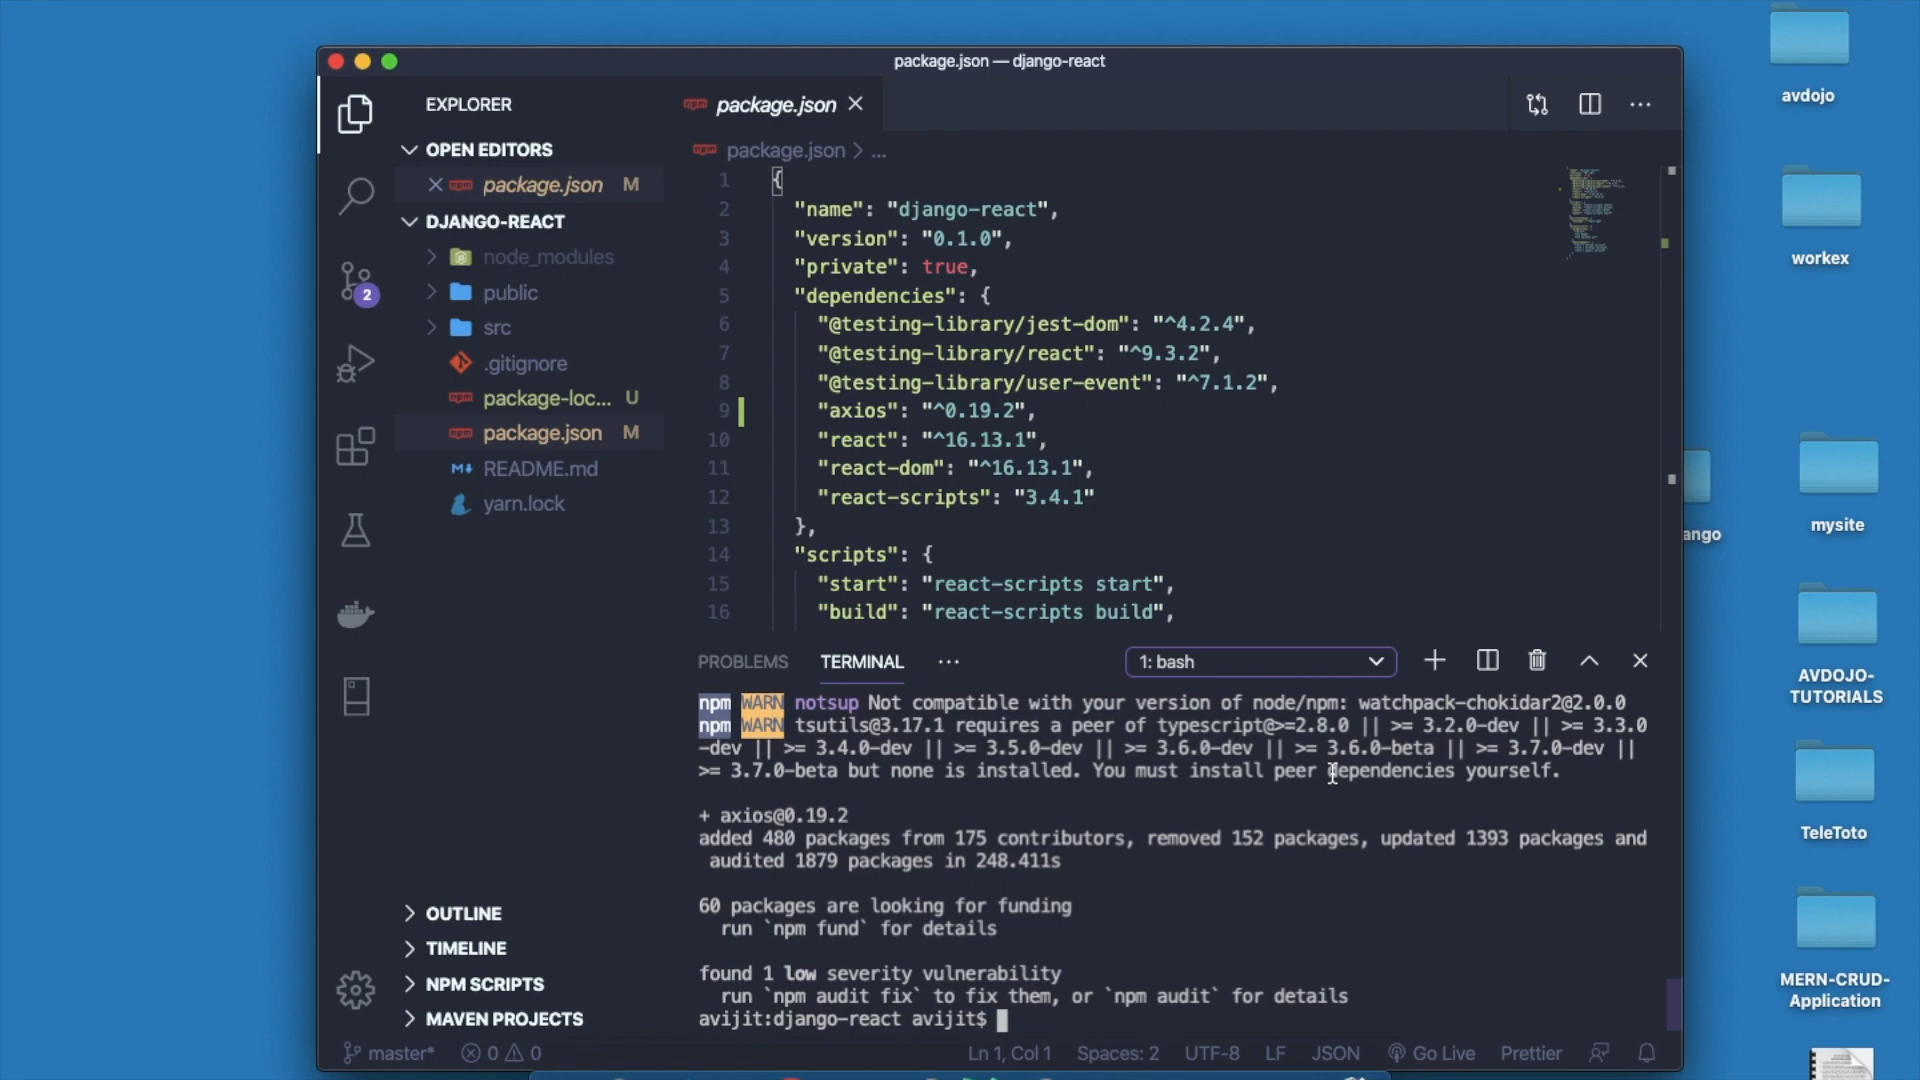 package.json — django-react
avdojo
workex
ango
mysite
AVDOJO-
TUTORIALS
TeleToto
MERN-CRUD-
Application
EXPLORER
OPEN EDITORS
package.json M
DJANGO-REACT
node_modules
public
src
.gitignore
package-loc... U
package.json M
README.md
yarn.lock
OUTLINE
TIMELINE
NPM SCRIPTS
MAVEN PROJECTS
2
package.json
package.json > ...
1 {
2 "name": "django-react",
3 "version": "0.1.0",
4 "private": true,
5 "dependencies": {
6 "@testing-library/jest-dom": "^4.2.4",
7 "@testing-library/react": "^9.3.2",
8 "@testing-library/user-event": "^7.1.2",
9 "axios": "^0.19.2",
10 "react": "^16.13.1",
11 "react-dom": "^16.13.1",
12 "react-scripts": "3.4.1"
13 },
14 "scripts": {
15 "start": "react-scripts start",
16 "build": "react-scripts build",
PROBLEMS TERMINAL ... 1: bash
npm WARN notsup Not compatible with your version of node/npm: watchpack-chokidar2@2.0.0
npm WARN tsutils@3.17.1 requires a peer of typescript@>=2.8.0 || >= 3.2.0-dev || >= 3.3.0
-dev || >= 3.4.0-dev || >= 3.5.0-dev || >= 3.6.0-dev || >= 3.6.0-beta || >= 3.7.0-dev ||
>= 3.7.0-beta but none is installed. You must install peer dependencies yourself.
+ axios@0.19.2
added 480 packages from 175 contributors, removed 152 packages, updated 1393 packages and
audited 1879 packages in 248.411s
60 packages are looking for funding
run `npm fund` for details
found 1 low severity vulnerability
run `npm audit fix` to fix them, or `npm audit` for details
avijit:django-react avijit$
master* 0 0 Ln 1, Col 1 Spaces: 2 UTF-8 LF JSON Go Live Prettier